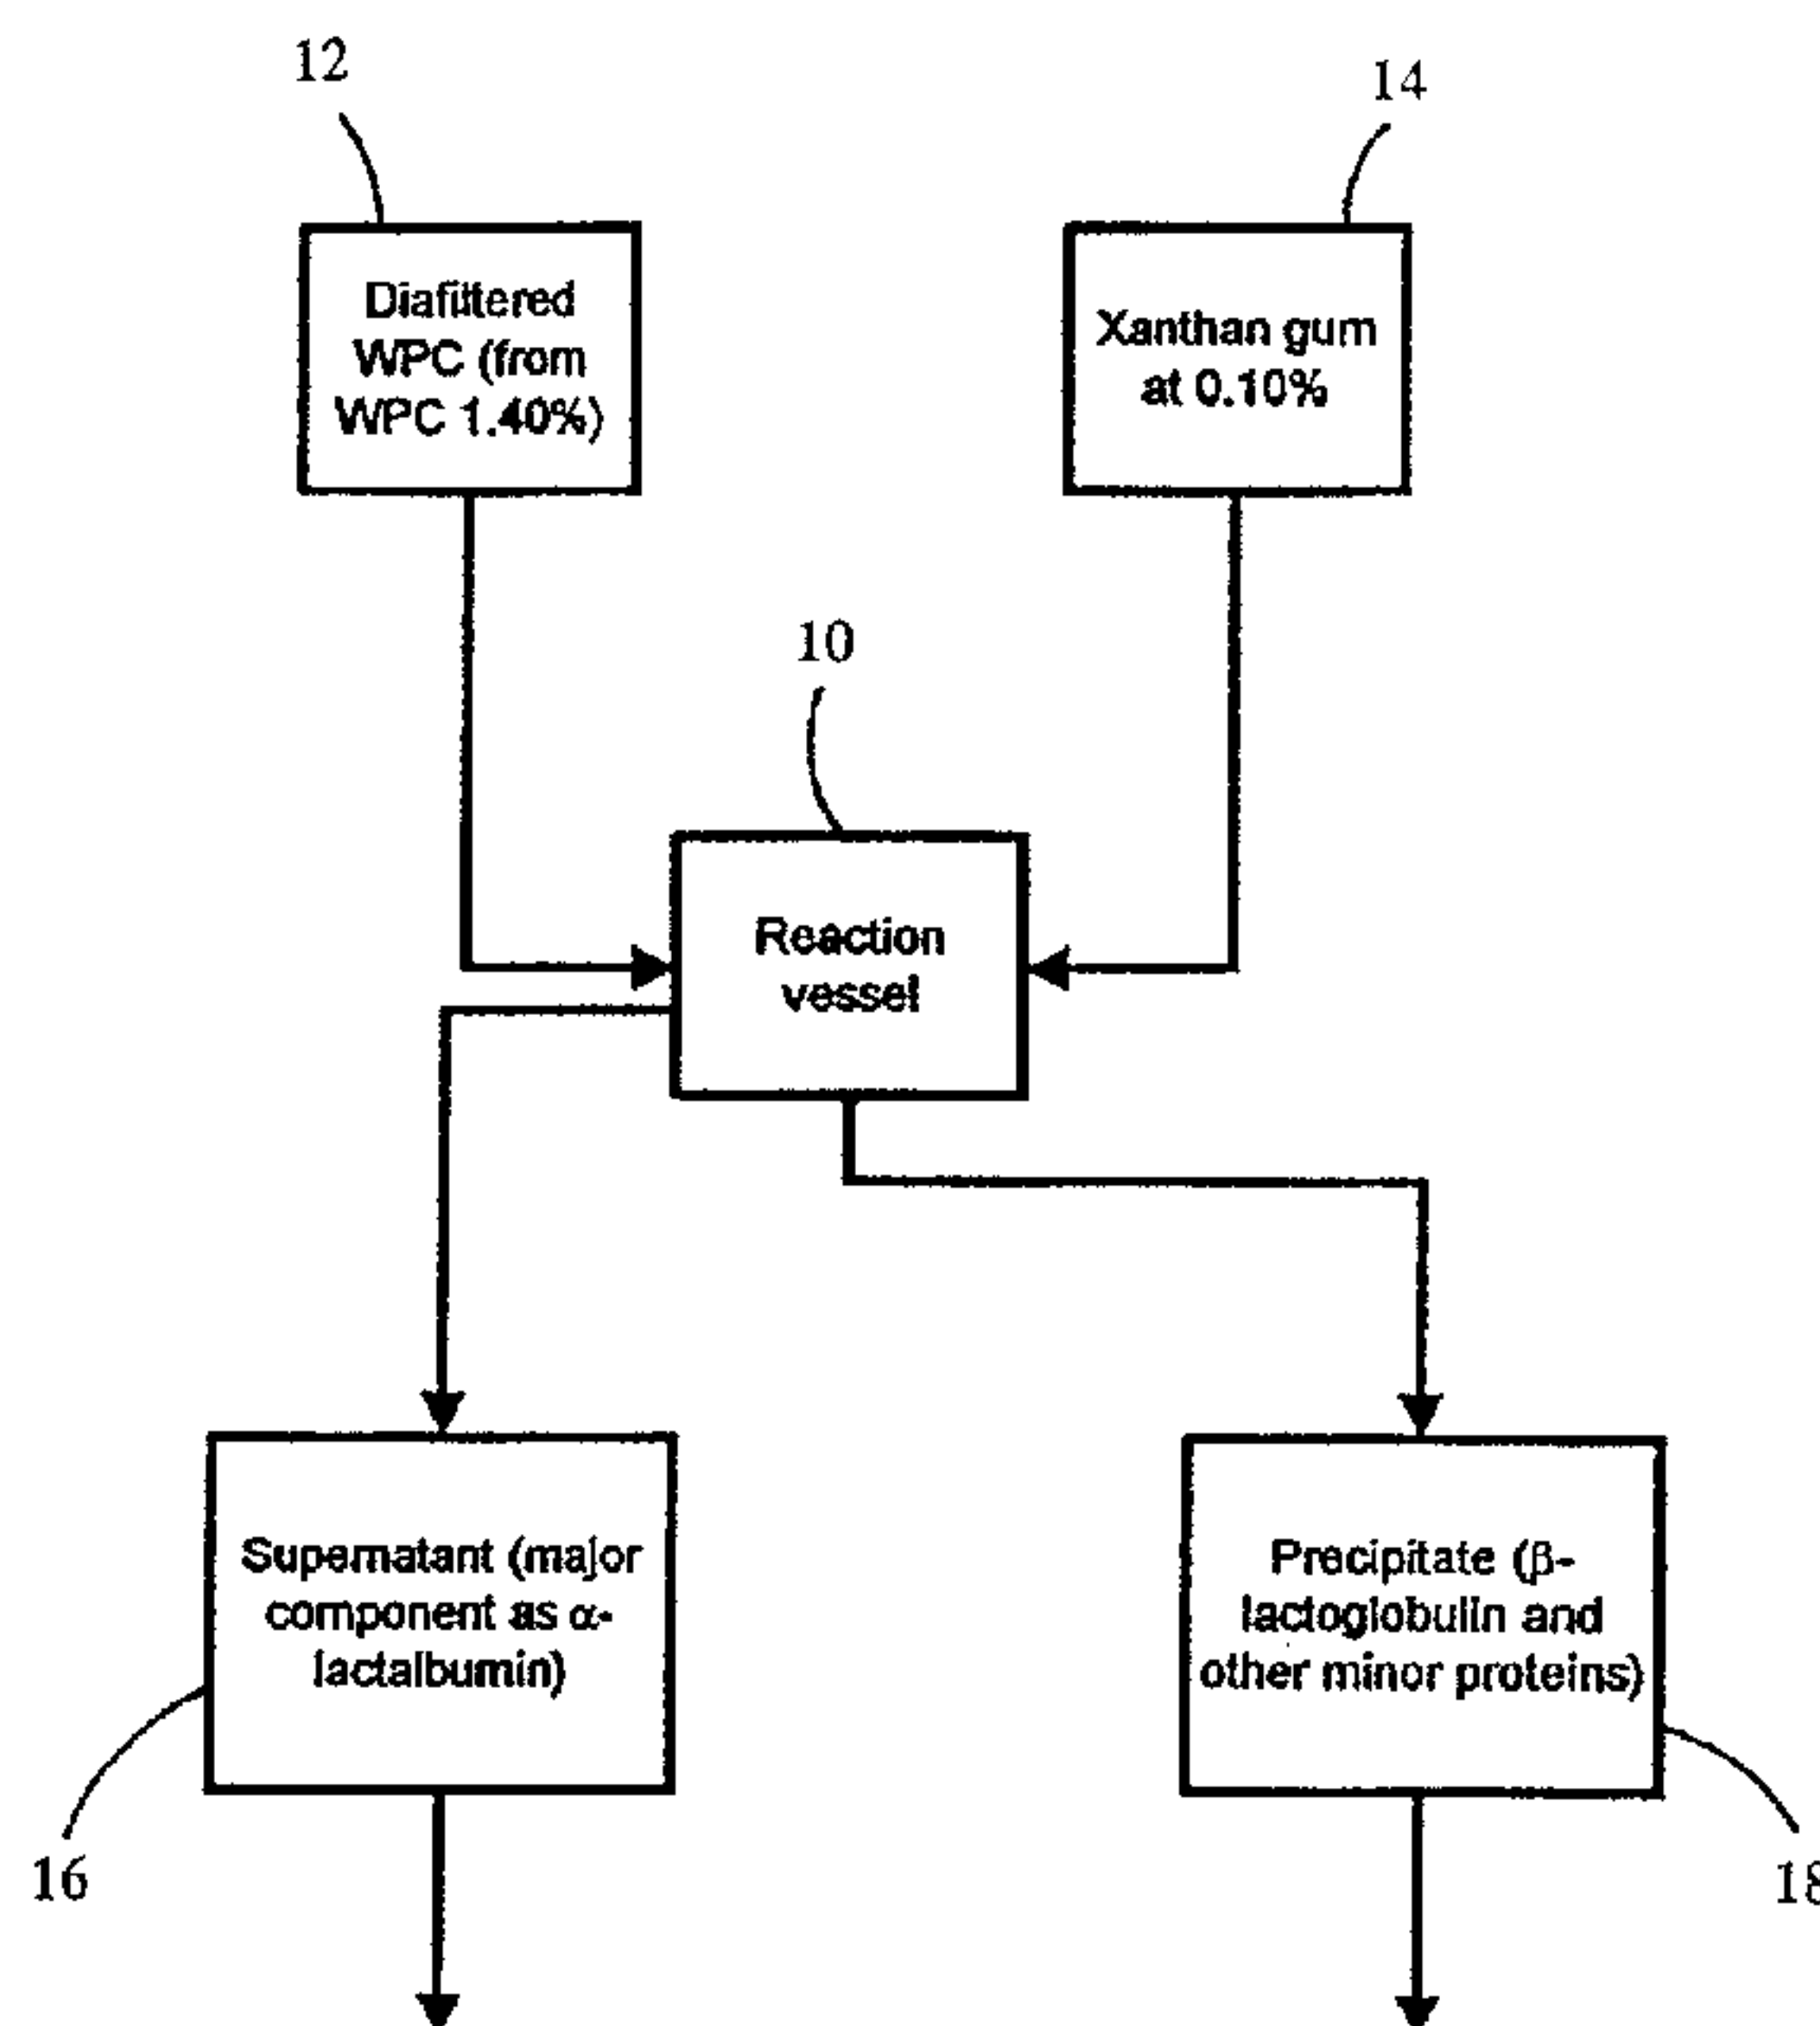 12
14
Diafiltered
WPC (from
WPC 1.40%)
Xanthan gum
at 0.10%
10
Reaction
vessel
Supernatant (major
component as α-
lactalbumin)
Precipitate (β-
lactoglobulin and
other minor proteins)
16
18